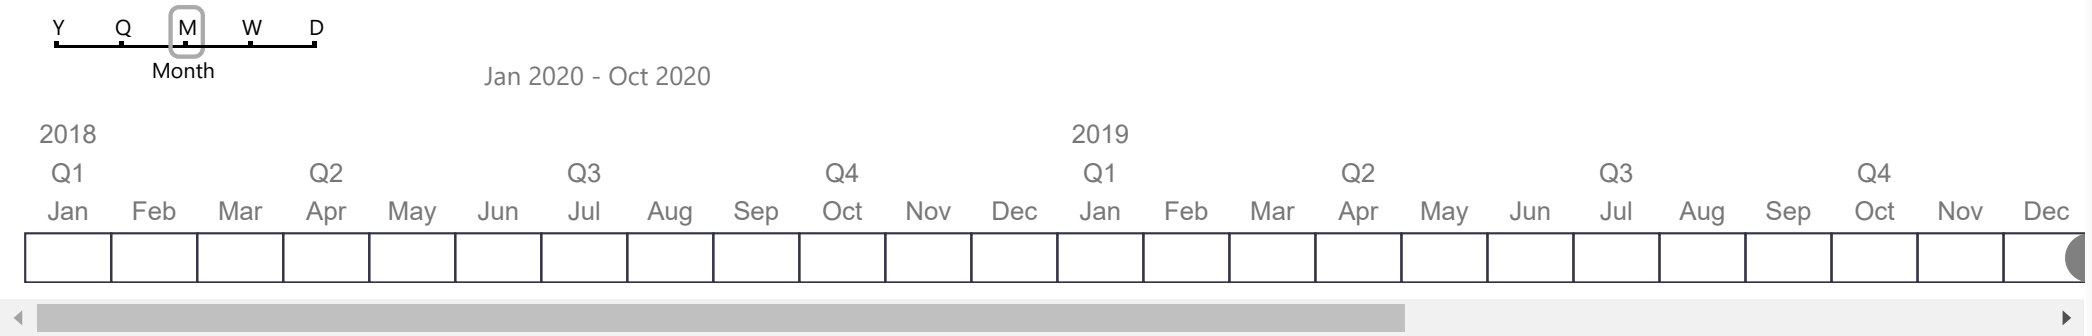 Y Q M W D
Month
Jan 2020 - Oct 2020
2018 2019
Q1 Q2 Q3 Q4 Q1 Q2 Q3 Q4
Jan Feb Mar Apr May Jun Jul Aug Sep Oct Nov Dec Jan Feb Mar Apr May Jun Jul Aug Sep Oct Nov Dec